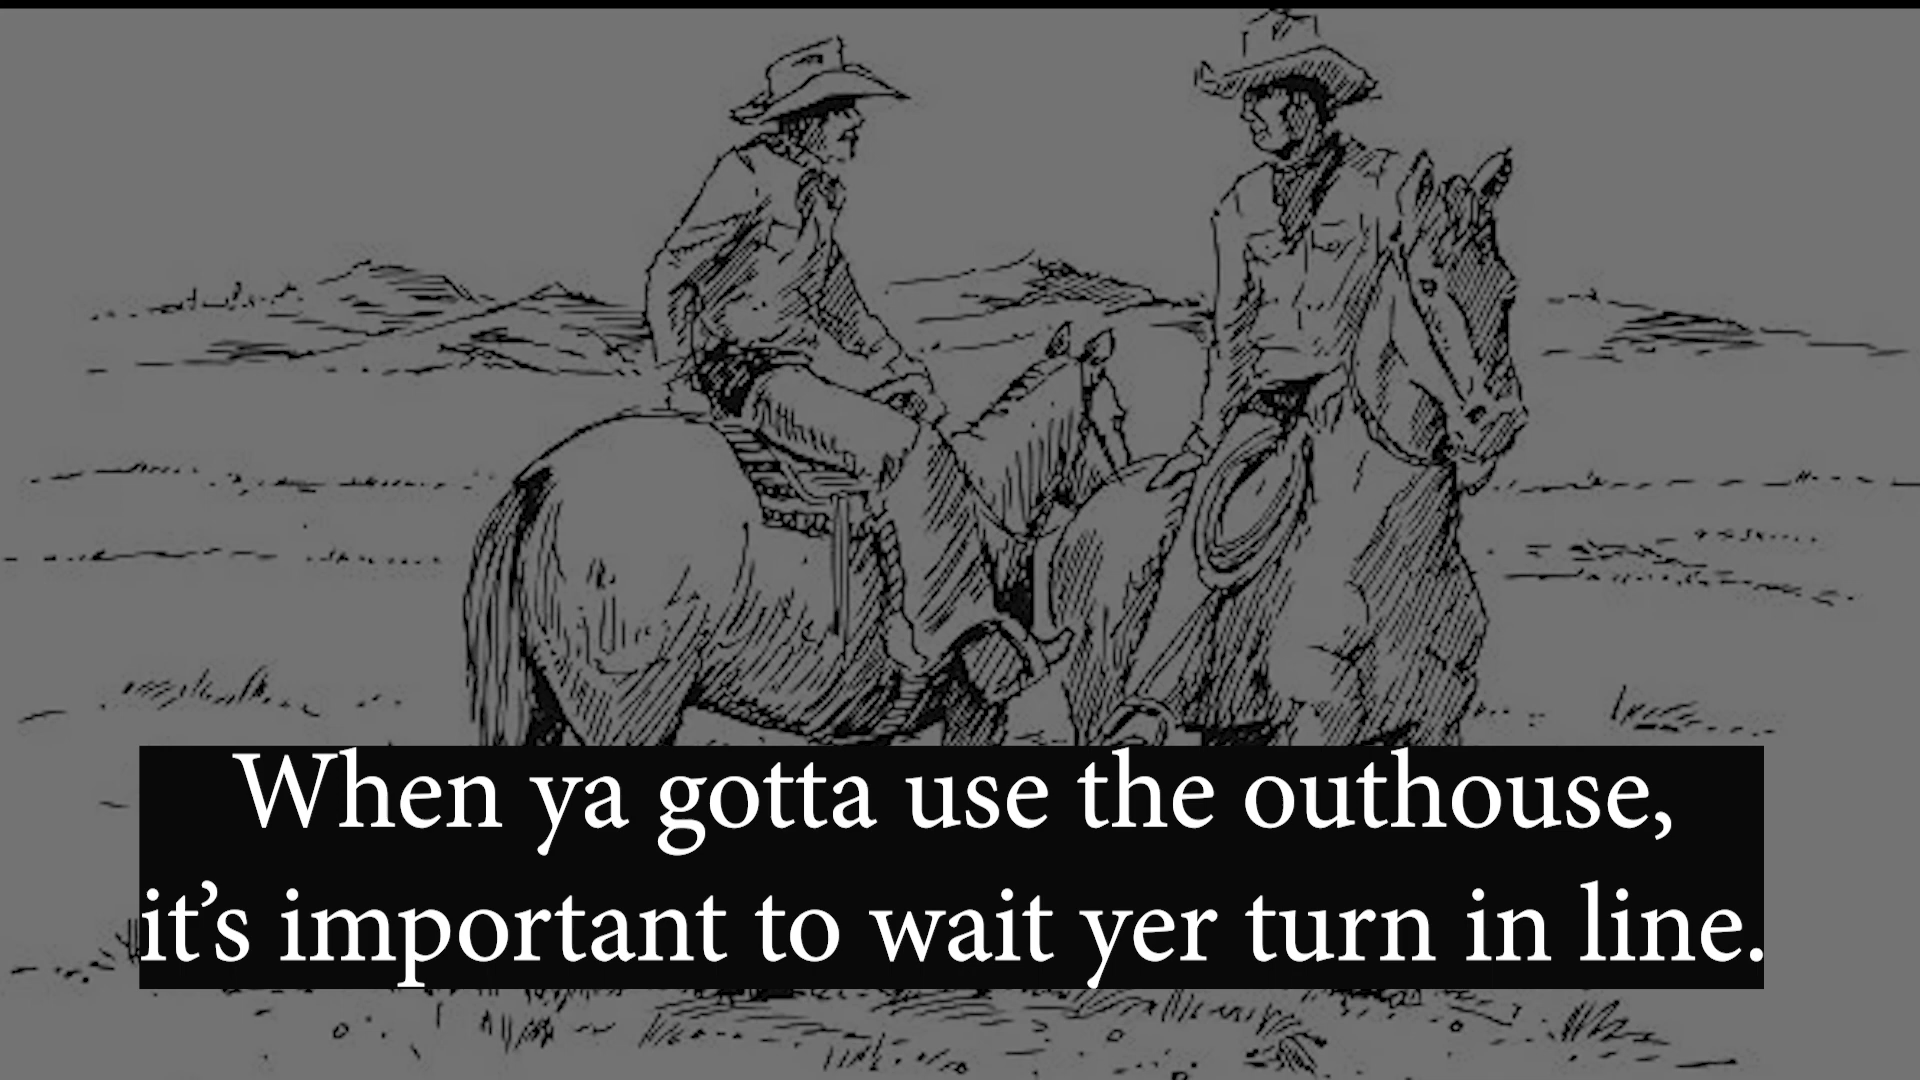 When ya gotta use the outhouse,
it’s important to wait yer turn in line.